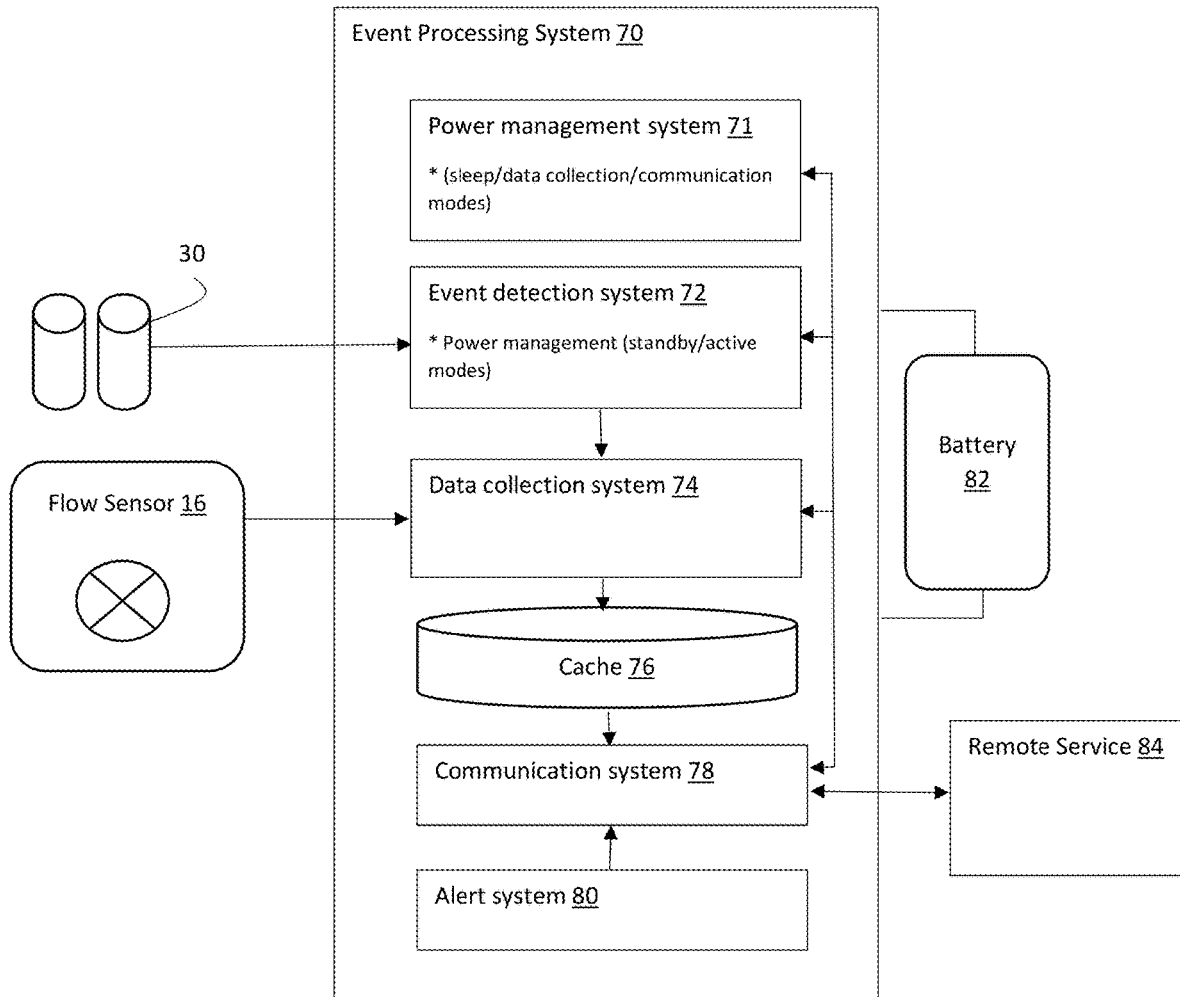 Event Processing System 70
Power management system 71
* (sleep/data collection/communication
modes)
30
Event detection system 72
* Power management (standby/active
modes)
Battery
82
Flow Sensor 16
Data collection system 74
Cache 76
Communication system 78
Remote Service 84
Alert system 80